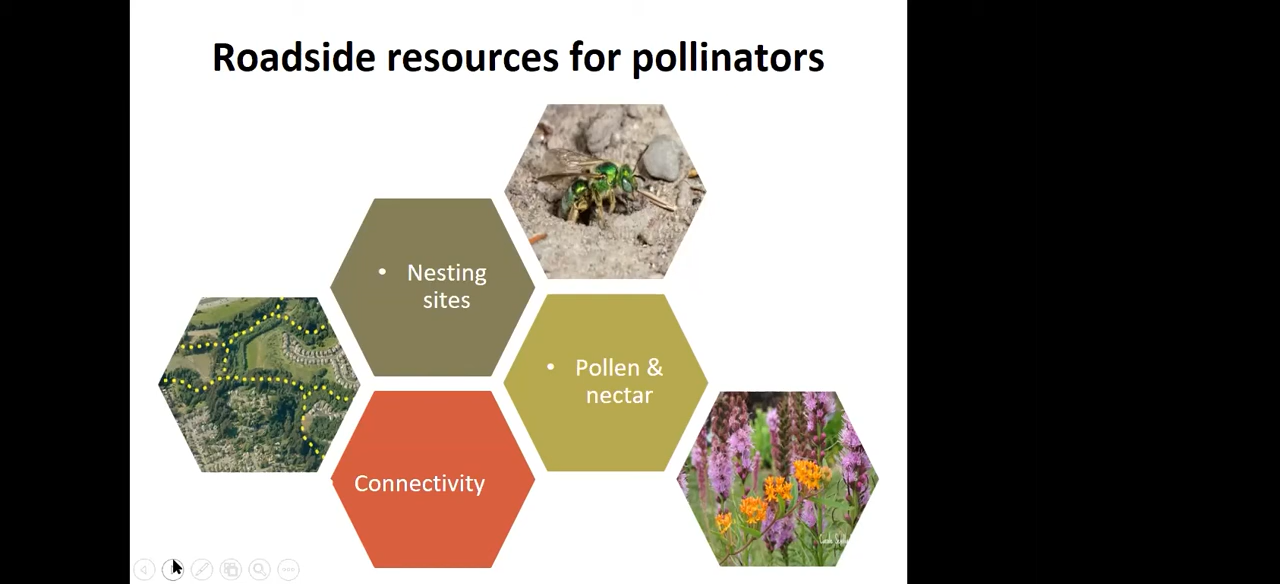 Roadside resources for pollinators
• Nesting
sites
• Pollen &
nectar
Connectivity